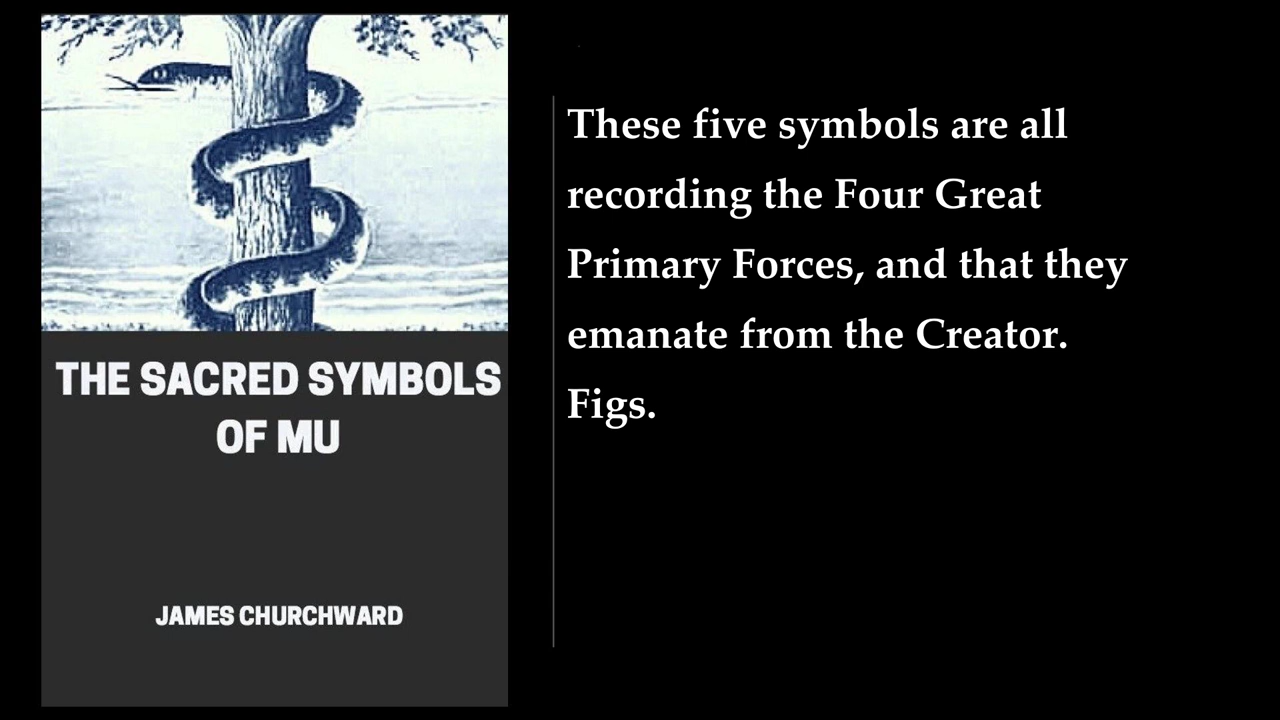 THE SACRED SYMBOLS
OF MU
JAMES CHURCHWARD
These five symbols are all
recording the Four Great
Primary Forces, and that they
emanate from the Creator.
Figs.